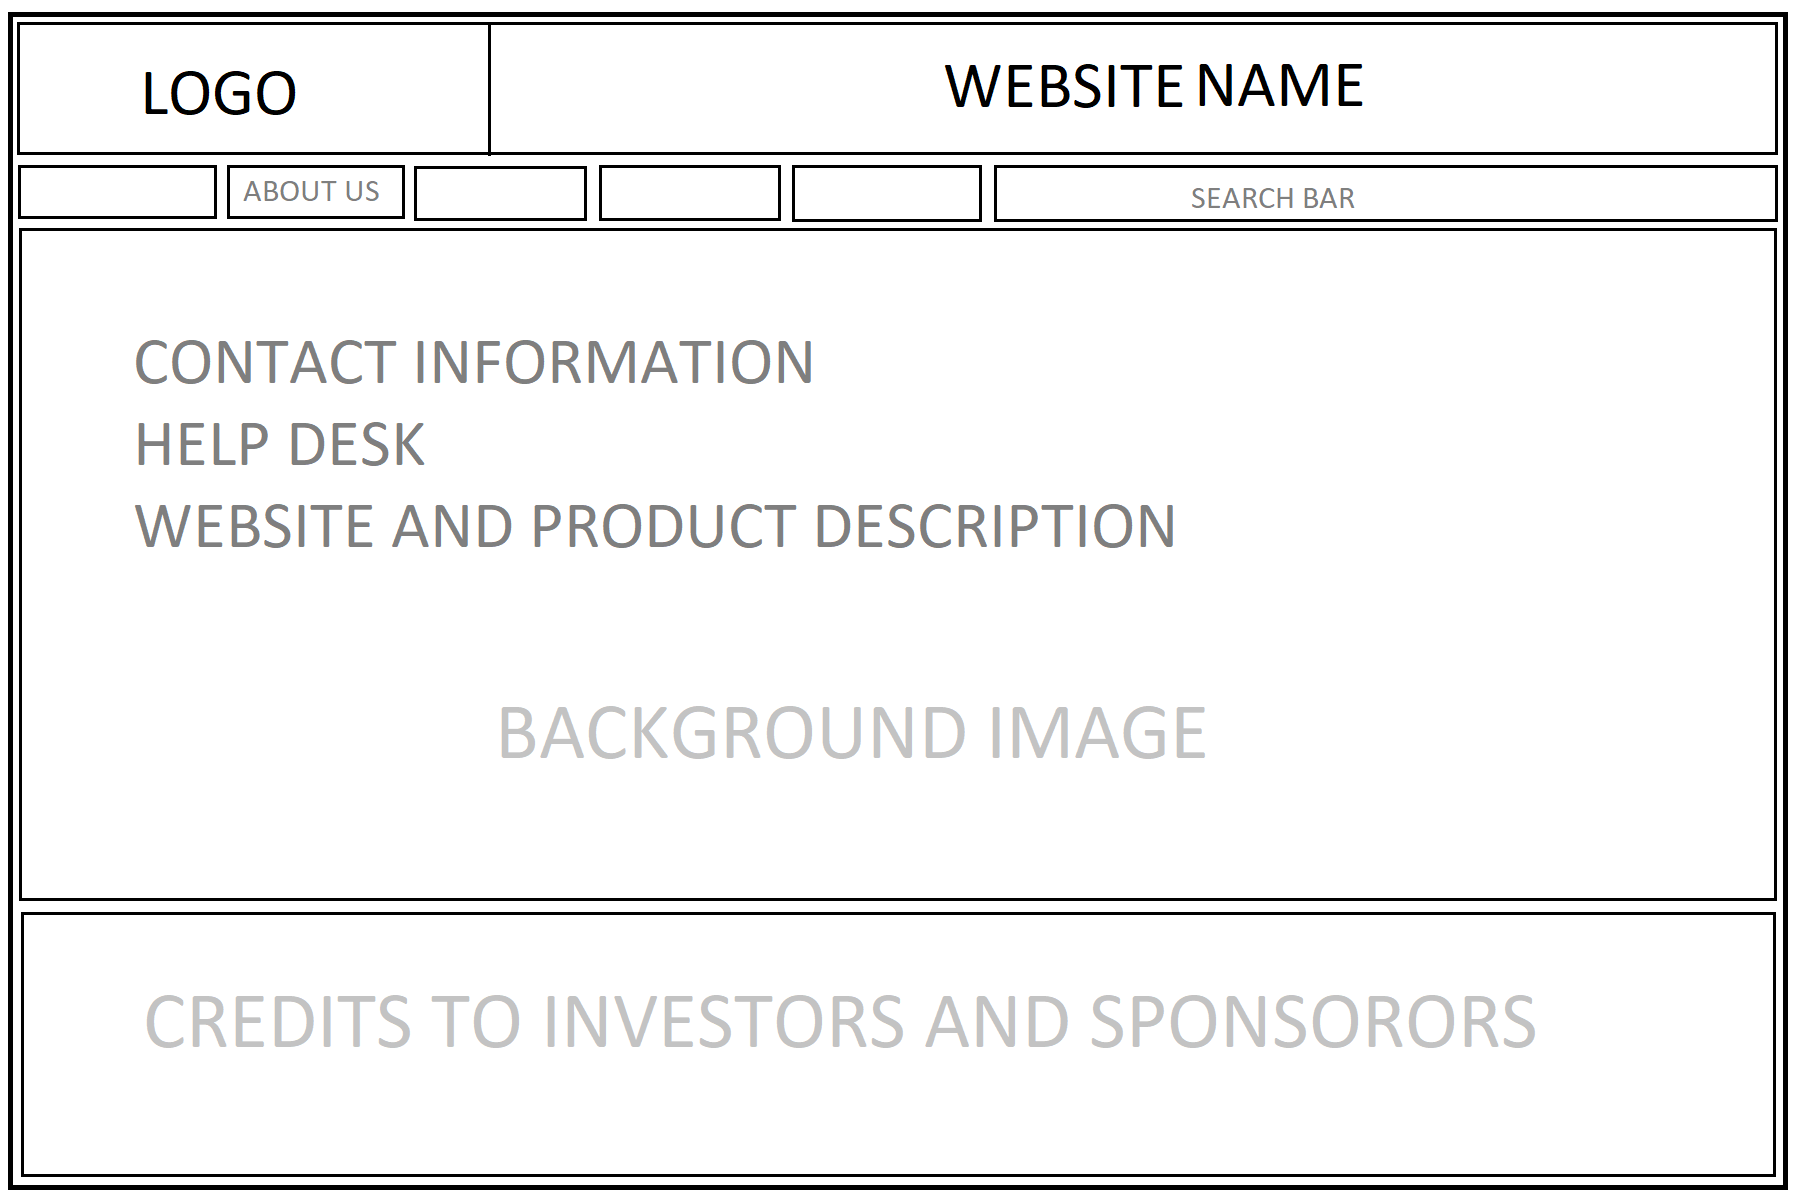 LOGO
WEBSITE NAME
ABOUT US
SEARCH BAR
CONTACT INFORMATION
HELP DESK
WEBSITE AND PRODUCT DESCRIPTION
BACKGROUND IMAGE
CREDITS TO INVESTORS AND SPONSORORS